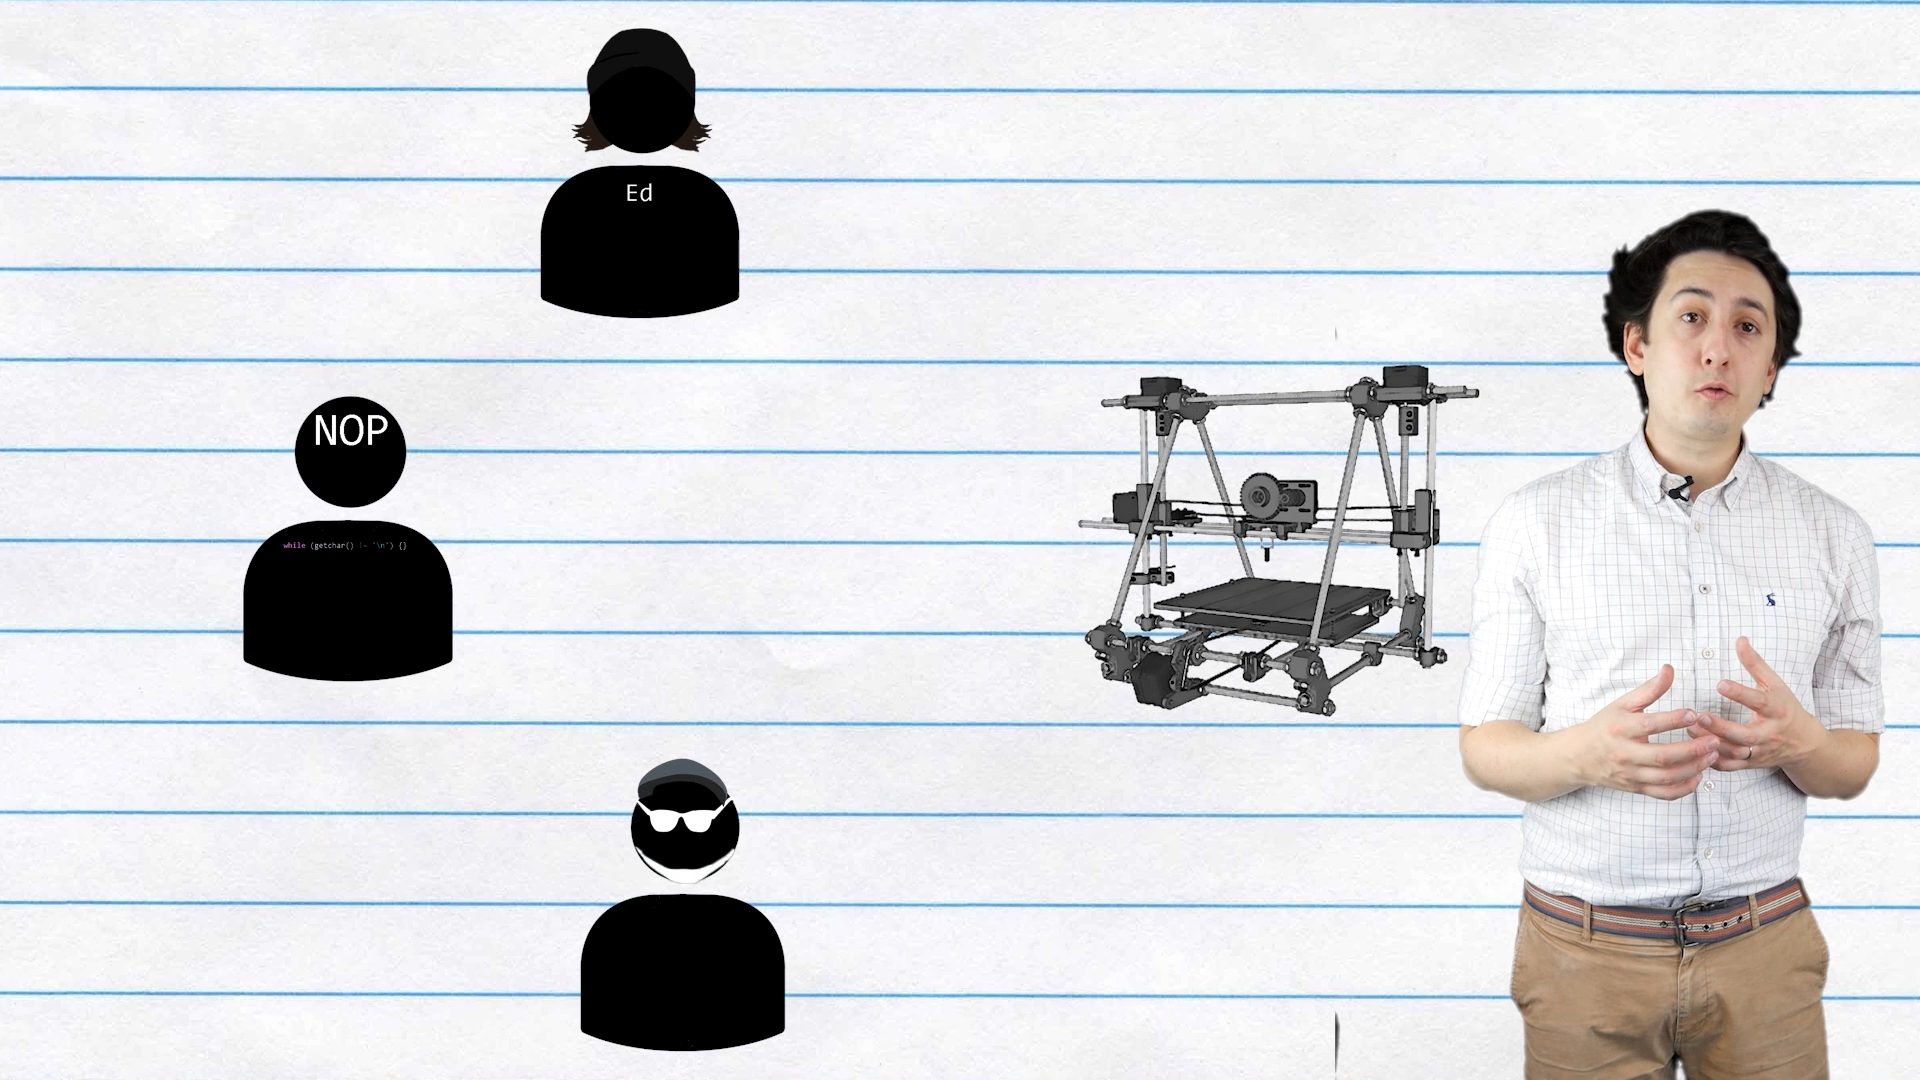 Ed
NOP
while (getchar() != '\n') {}